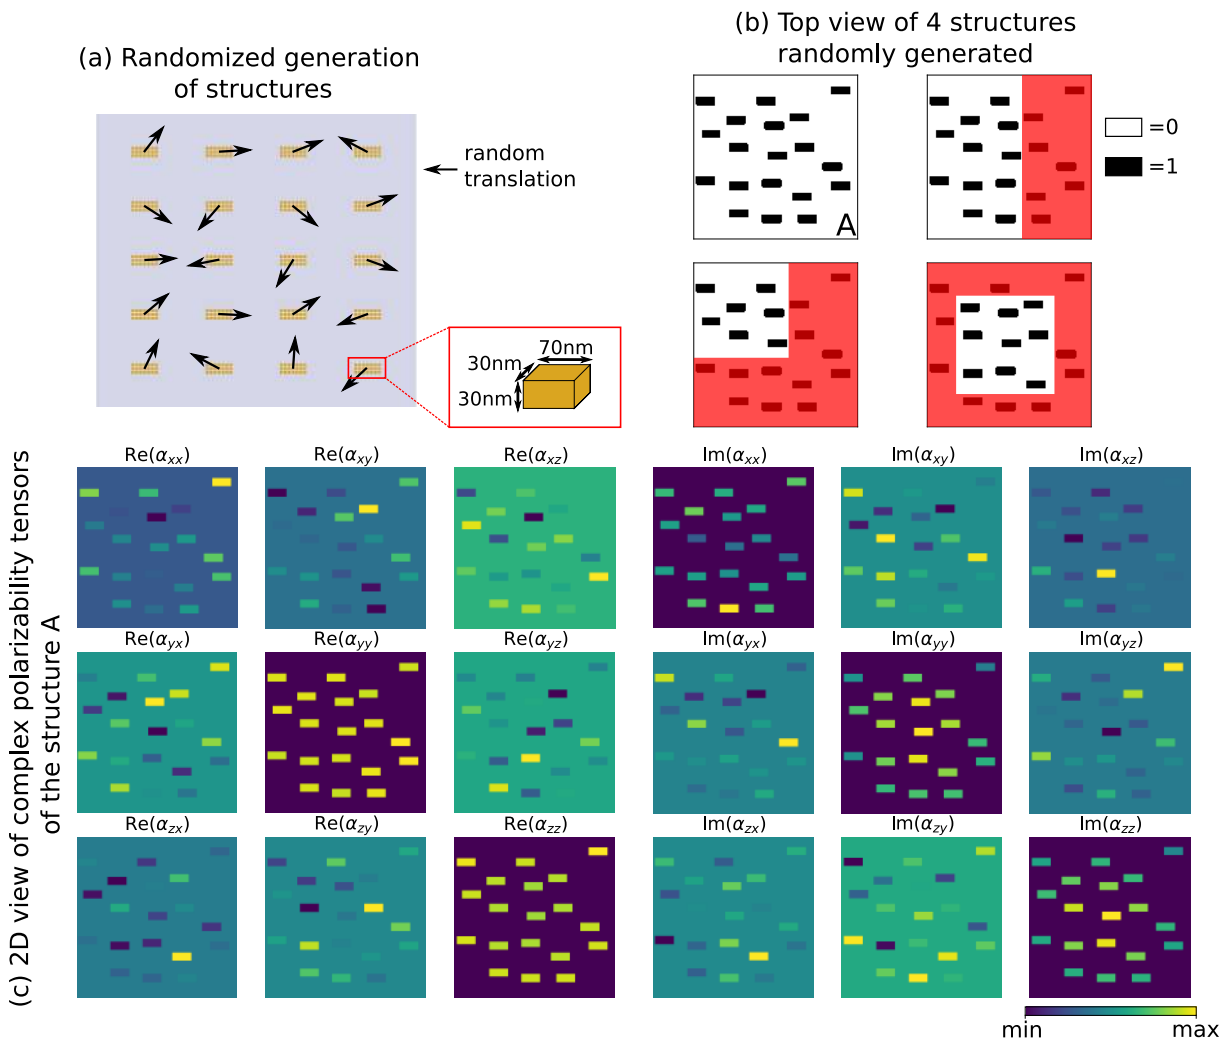 (a) Randomized generation
of structures
random
translation
70nm
30nm
30nm
(b) Top view of 4 structures
randomly generated
A
=0
=1
(c) 2D view of complex polarizability tensors
of the structure A
Re(αxx) Re(αxy) Re(αxz) Im(αxx) Im(αxy) Im(αxz)
Re(αyx) Re(αyy) Re(αyz) Im(αyx) Im(αyy) Im(αyz)
Re(αzx) Re(αzy) Re(αzz) Im(αzx) Im(αzy) Im(αzz)
min max